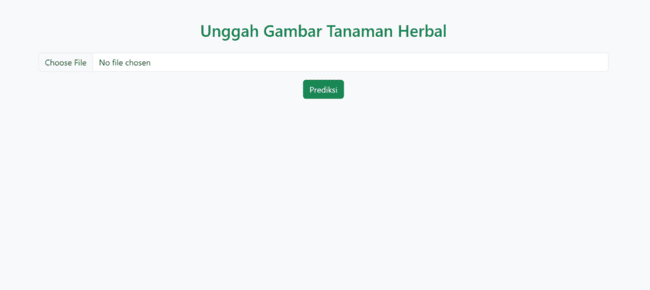 Unggah Gambar Tanaman Herbal
Choose File No file chosen
Prediksi